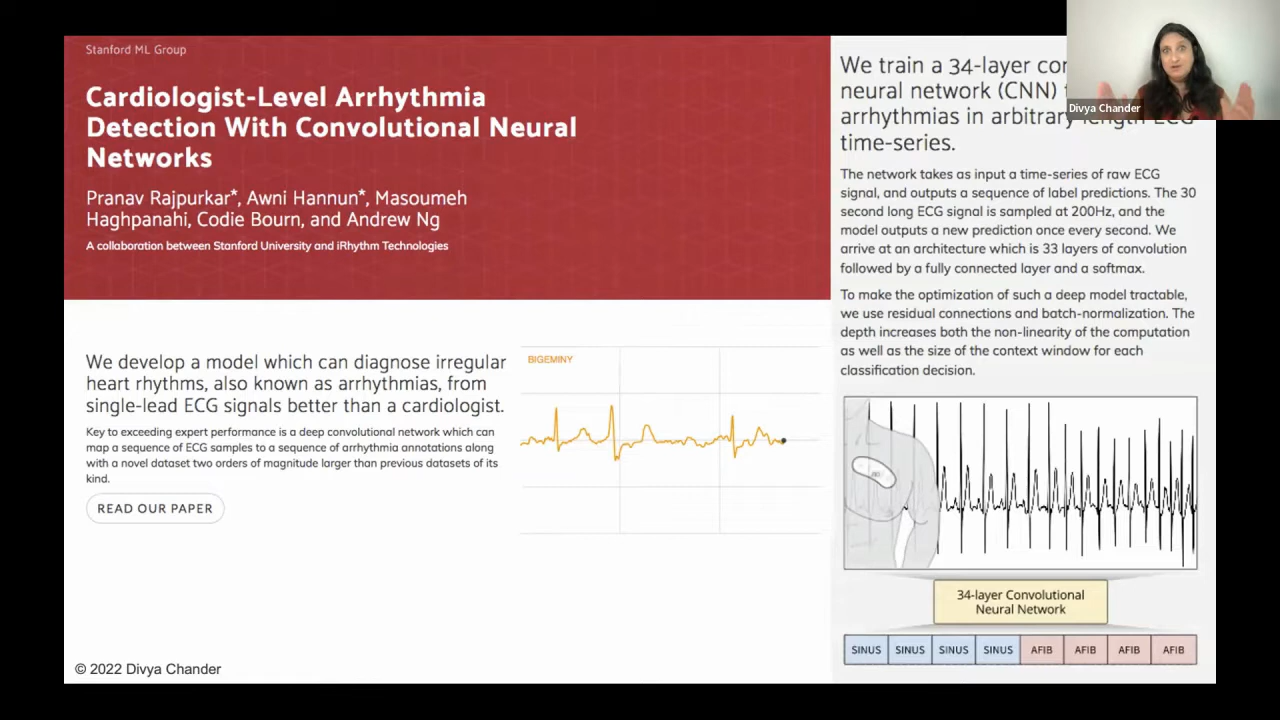 Stanford ML Group
Cardiologist-Level Arrhythmia
Detection With Convolutional Neural
Networks
Pranav Rajpurkar*, Awni Hannun*, Masoumeh
Haghpanahi, Codie Bourn, and Andrew Ng
A collaboration between Stanford University and iRhythm Technologies
We develop a model which can diagnose irregular
heart rhythms, also known as arrhythmias, from
single-lead ECG signals better than a cardiologist.
Key to exceeding expert performance is a deep convolutional network which can
map a sequence of ECG samples to a sequence of arrhythmia annotations along
with a novel dataset two orders of magnitude larger than previous datasets of its
kind.
READ OUR PAPER
BIGEMINY
© 2022 Divya Chander
We train a 34-layer
neural network (CNN)
arrhythmias in arbitrary length ECG
time-series.
Divya Chander
The network takes as input a time-series of raw ECG
signal, and outputs a sequence of label predictions. The 30
second long ECG signal is sampled at 200Hz, and the
model outputs a new prediction once every second. We
arrive at an architecture which is 33 layers of convolution
followed by a fully connected layer and a softmax.
To make the optimization of such a deep model tractable,
we use residual connections and batch-normalization. The
depth increases both the non-linearity of the computation
as well as the size of the context window for each
classification decision.
34-layer Convolutional
Neural Network
SINUS SINUS SINUS SINUS AFIB AFIB AFIB AFIB